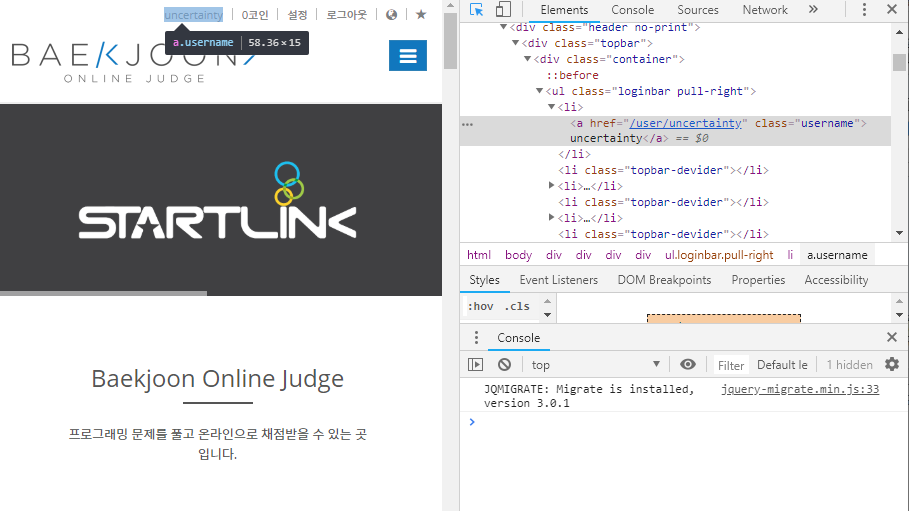 uncertainty
0코인
설정
로그아웃
a.username 58.36×15
BAEKJOON>
ONLINE JUDGE
STARTLINK
Baekjoon Online Judge
프로그래밍 문제를 풀고 온라인으로 채점받을 수 있는 곳
입니다.
Elements Console Sources Network »
<div class="header no-print">
<div class="topbar">
<div class="container">
::before
<ul class="loginbar pull-right">
<li>
<a href="/user/uncertainty" class="username">
uncertainty</a> == $0
</li>
<li class="topbar-devider"></li>
<li>…</li>
<li class="topbar-devider"></li>
<li>…</li>
<li class="topbar-devider"></li>
html body div div div div ul.loginbar.pull-right li a.username
Styles Event Listeners DOM Breakpoints Properties Accessibility
:hov .cls
Console
top Filter Default le 1 hidden
JQMIGRATE: Migrate is installed, jquery-migrate.min.js:33
version 3.0.1